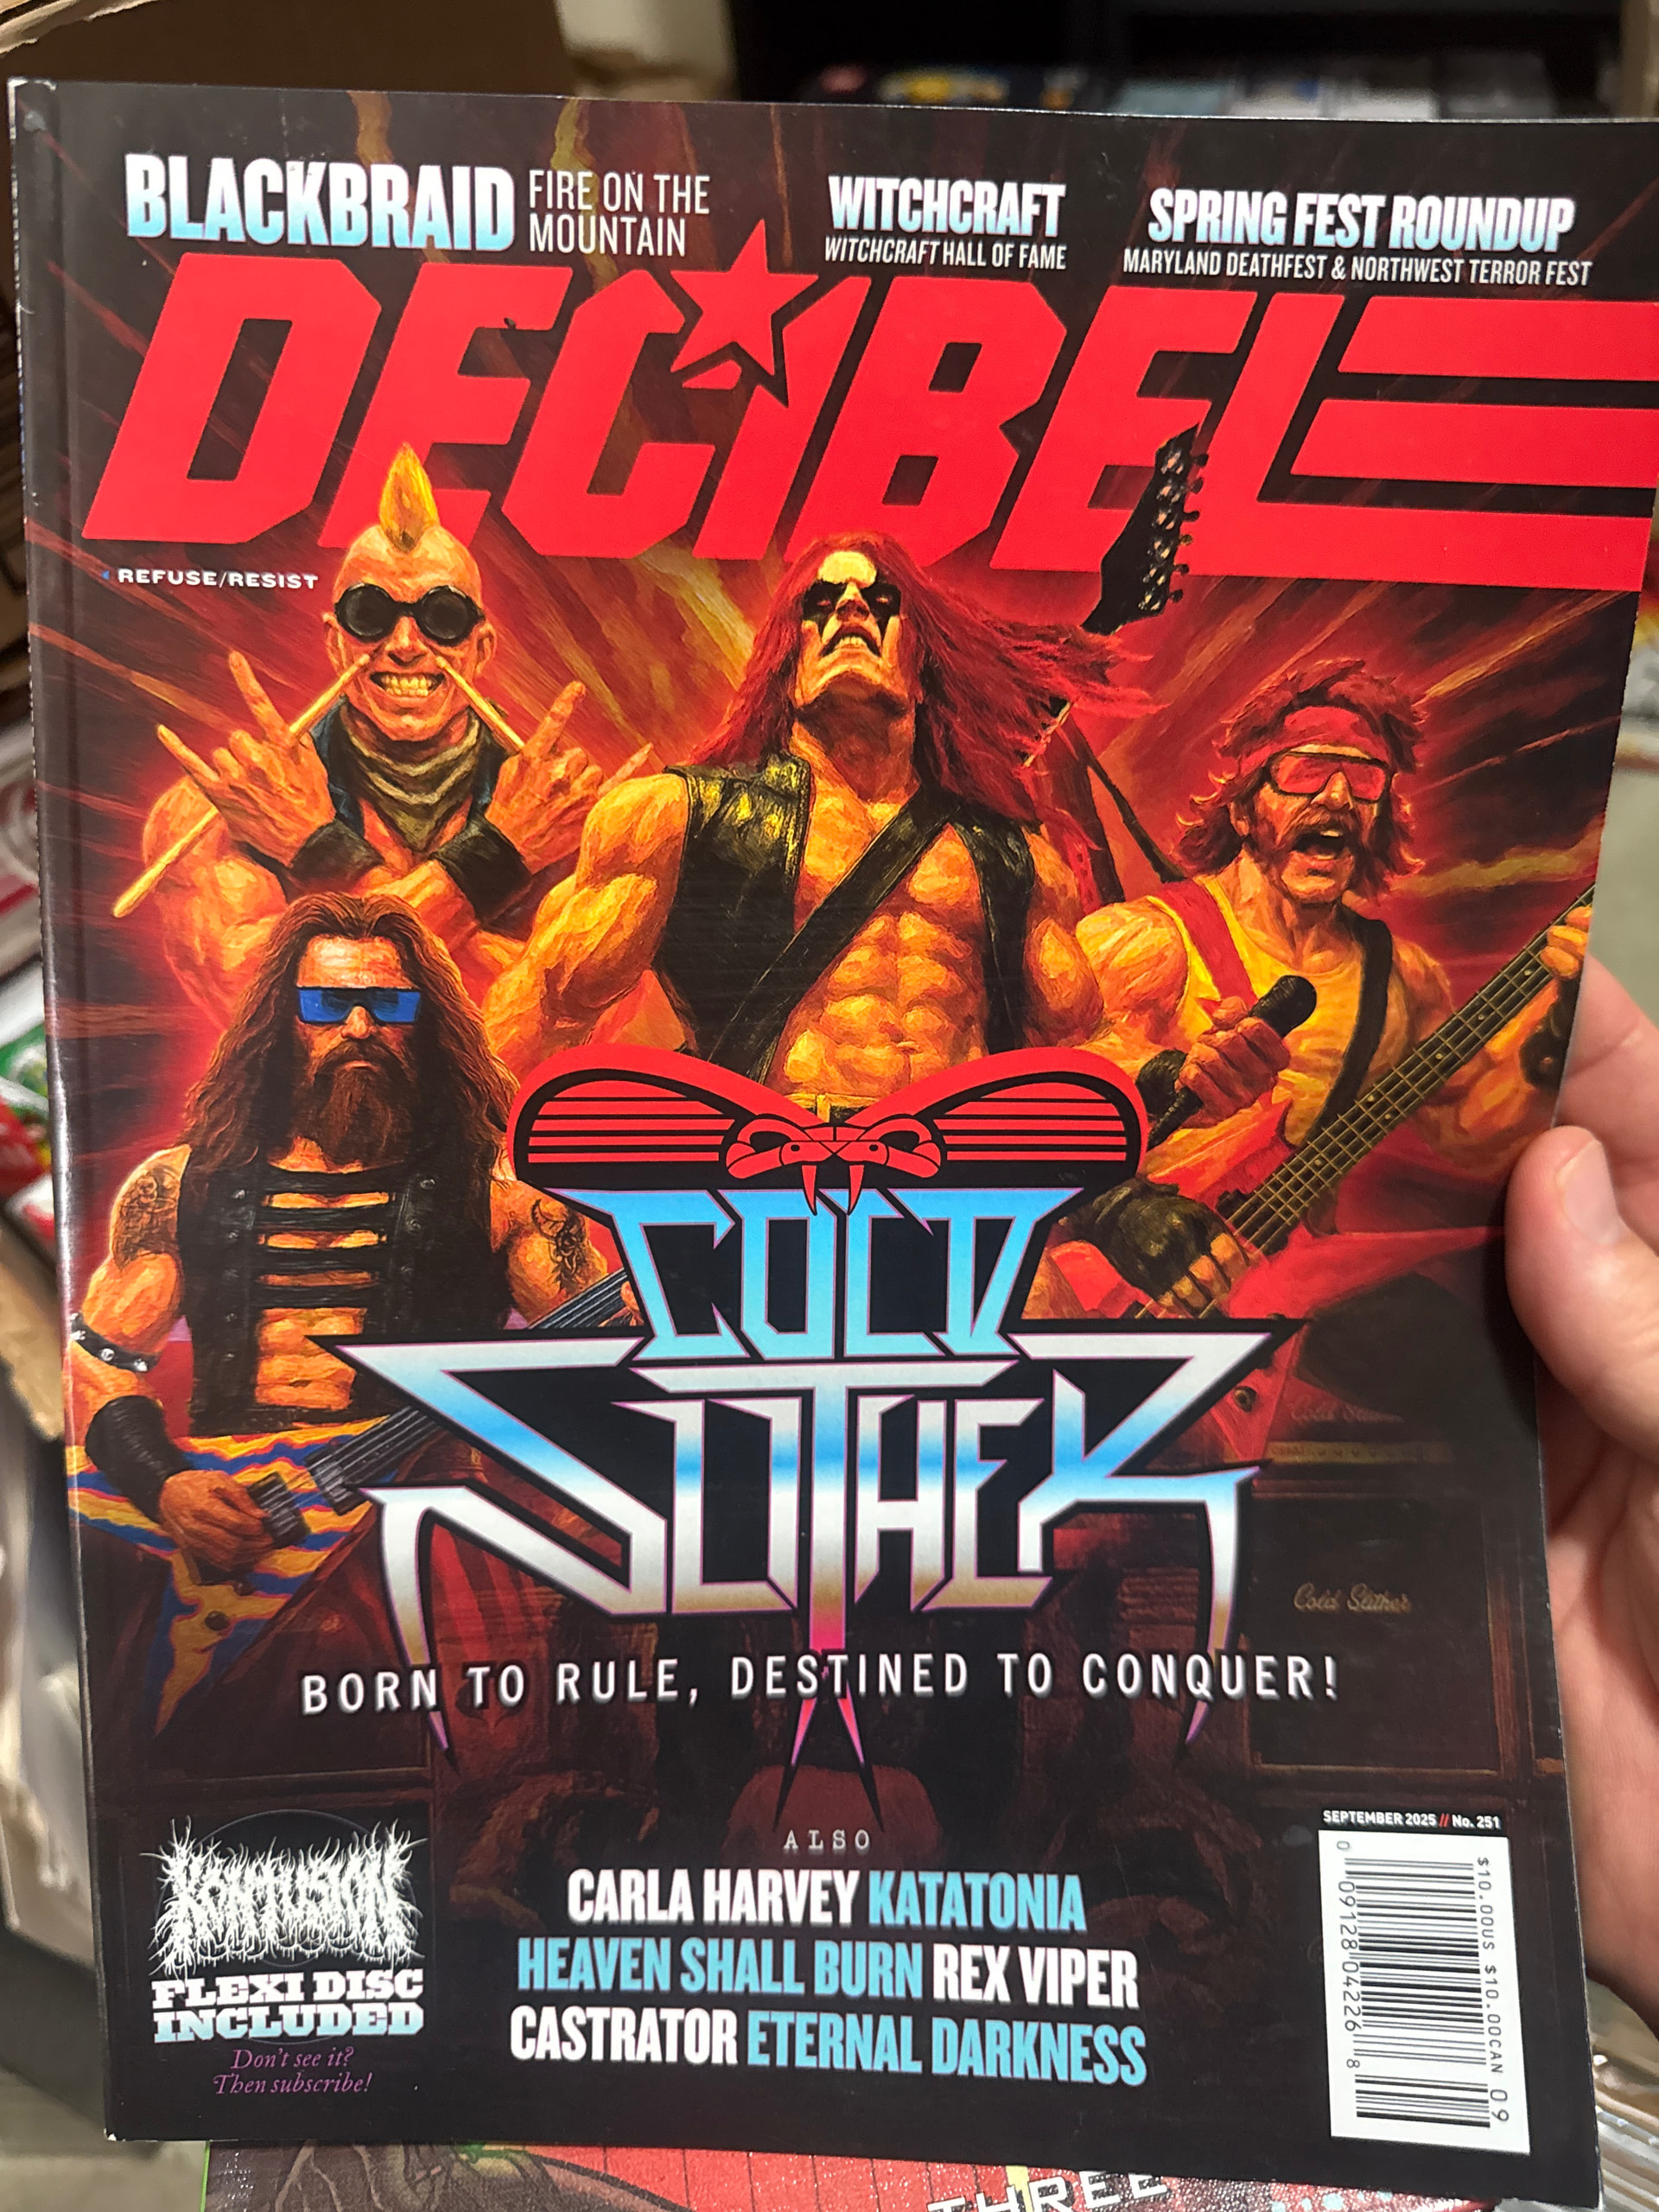 BLACKBRAID FIRE ON THE
MOUNTAIN
WITCHCRAFT
WITCHCRAFT HALL OF FAME
SPRING FEST ROUNDUP
MARYLAND DEATHFEST & NORTHWEST TERROR FEST
DECIBEL
REFUSE/RESIST
COLD
SLITHER
Cold Slither
BORN TO RULE, DESTINED TO CONQUER!
ALSO
CARLA HARVEY KATATONIA
HEAVEN SHALL BURN REX VIPER
CASTRATOR ETERNAL DARKNESS
KONTUSION
FLEXI DISC
INCLUDED
Don't see it?
Then subscribe!
SEPTEMBER 2025 // No. 251
$10.00US $10.00CAN 09
0 09128 04226 8
THREE